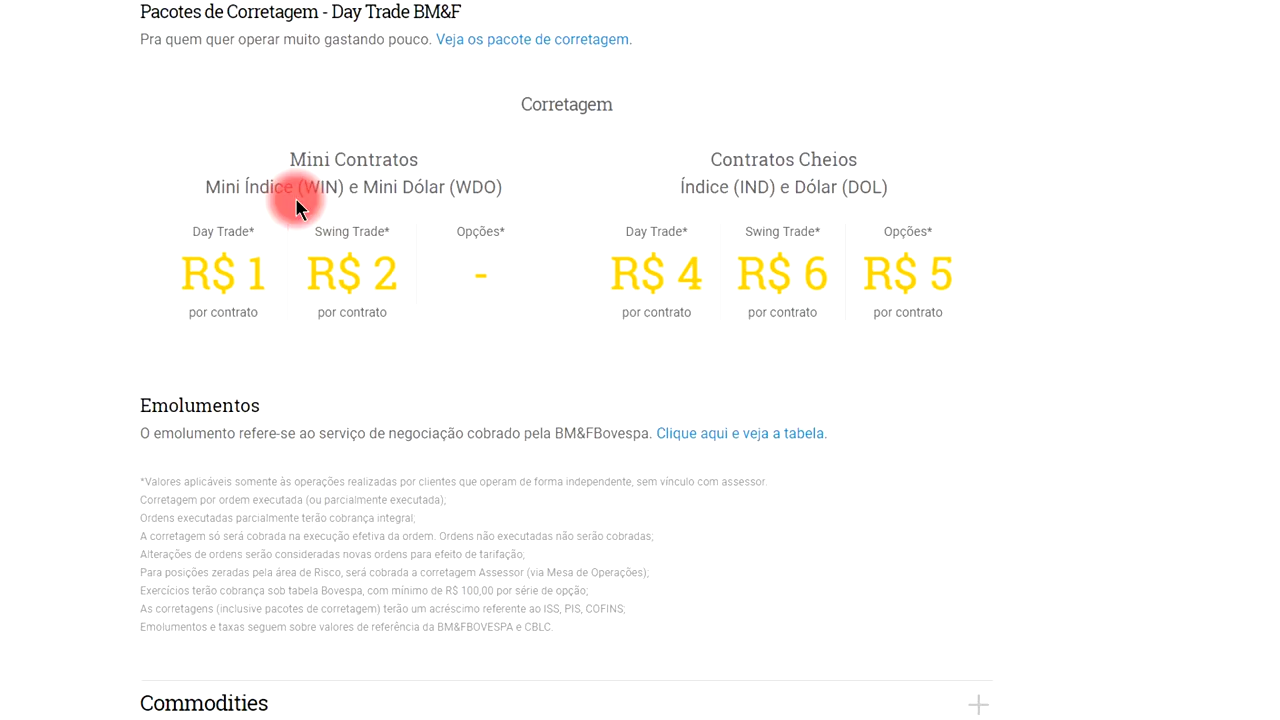 Pacotes de Corretagem - Day Trade BM&F
Pra quem quer operar muito gastando pouco. Veja os pacote de corretagem.
Corretagem
Mini Contratos
Mini Índice (WIN) e Mini Dólar (WDO)
Day Trade* Swing Trade* Opções*
R$ 1 R$ 2 -
por contrato por contrato
Contratos Cheios
Índice (IND) e Dólar (DOL)
Day Trade* Swing Trade* Opções*
R$ 4 R$ 6 R$ 5
por contrato por contrato por contrato
Emolumentos
O emolumento refere-se ao serviço de negociação cobrado pela BM&FBovespa. Clique aqui e veja a tabela.
*Valores aplicáveis somente às operações realizadas por clientes que operam de forma independente, sem vínculo com assessor.
Corretagem por ordem executada (ou parcialmente executada);
Ordens executadas parcialmente terão cobrança integral;
A corretagem só será cobrada na execução efetiva da ordem. Ordens não executadas não serão cobradas;
Alterações de ordens serão consideradas novas ordens para efeito de tarifação;
Para posições zeradas pela área de Risco, será cobrada a corretagem Assessor (via Mesa de Operações);
Exercícios terão cobrança sob tabela Bovespa, com mínimo de R$ 100,00 por série de opção;
As corretagens (inclusive pacotes de corretagem) terão um acréscimo referente ao ISS, PIS, COFINS;
Emolumentos e taxas seguem sobre valores de referência da BM&FBOVESPA e CBLC.
Commodities